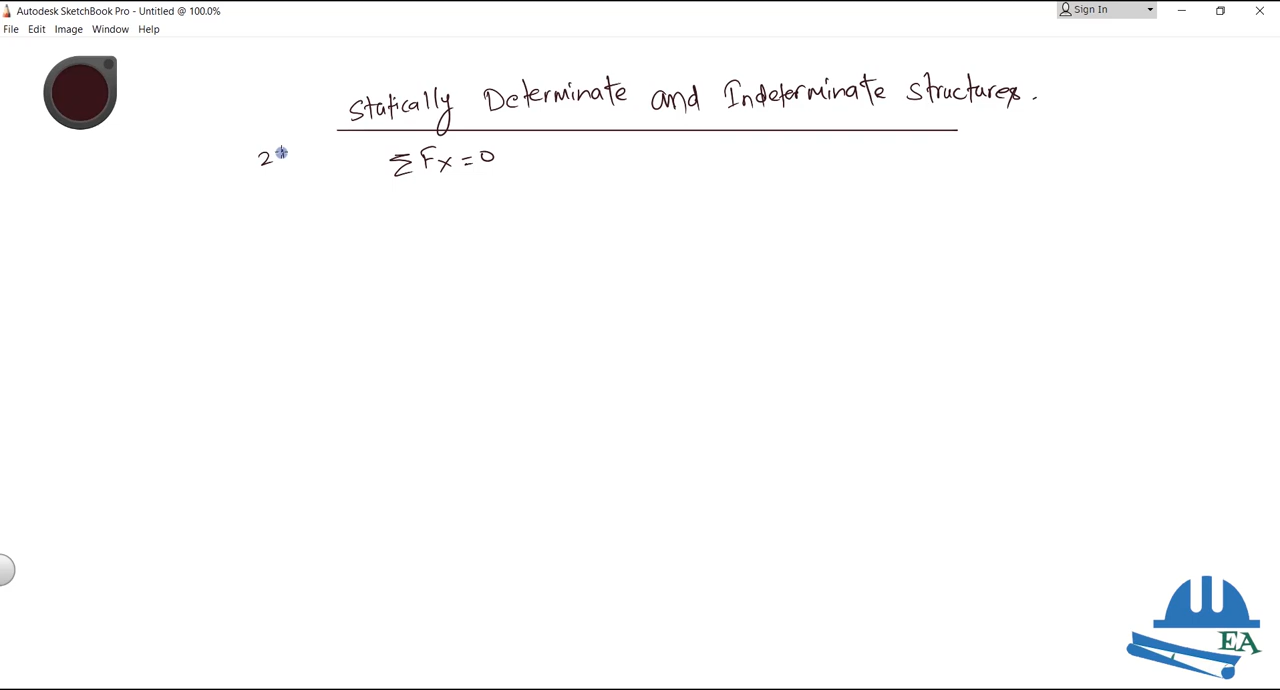 Autodesk SketchBook Pro - Untitled @ 100.0%
Sign In
File Edit Image Window Help
Statically Determinate and Indeterminate Structures.
2
ΣFx=0
EA